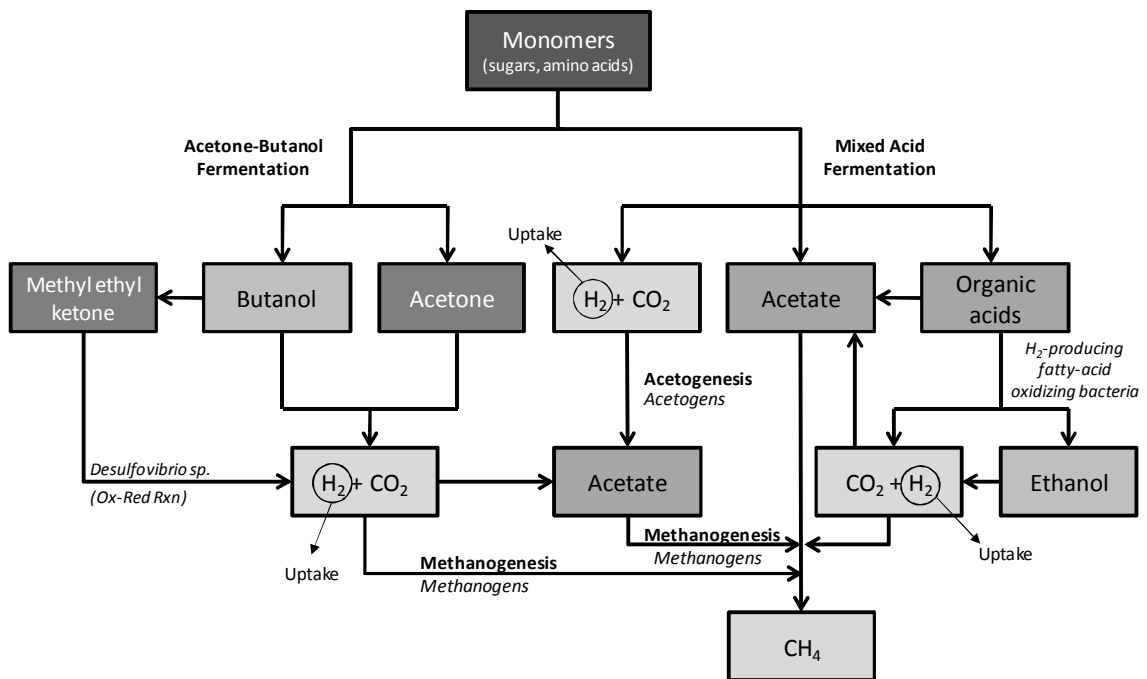 Monomers
(sugars, amino acids)
Acetone-Butanol
Fermentation
Mixed Acid
Fermentation
Uptake
Methyl ethyl
ketone
Butanol
Acetone
H₂ + CO₂
Acetate
Organic
acids
H₂-producing
fatty-acid
oxidizing bacteria
Acetogenesis
Acetogens
Desulfovibrio sp.
(Ox-Red Rxn)
H₂ + CO₂
Acetate
CO₂ + H₂
Ethanol
Uptake
Methanogenesis
Methanogens
Methanogenesis
Methanogens
Uptake
CH₄